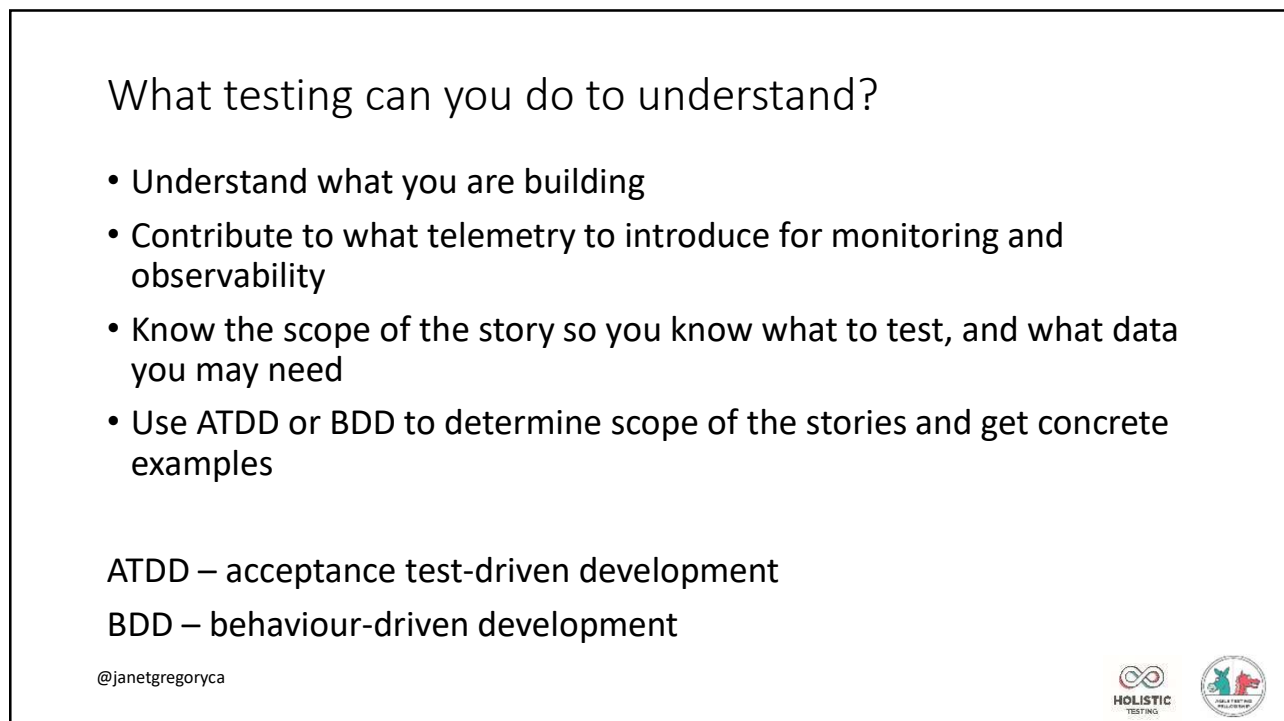 What testing can you do to understand?
• Understand what you are building
• Contribute to what telemetry to introduce for monitoring and
observability
• Know the scope of the story so you know what to test, and what data
you may need
• Use ATDD or BDD to determine scope of the stories and get concrete
examples
ATDD – acceptance test-driven development
BDD – behaviour-driven development
@janetgregoryca
HOLISTIC
TESTING
AGILE TESTING
FELLOWSHIP